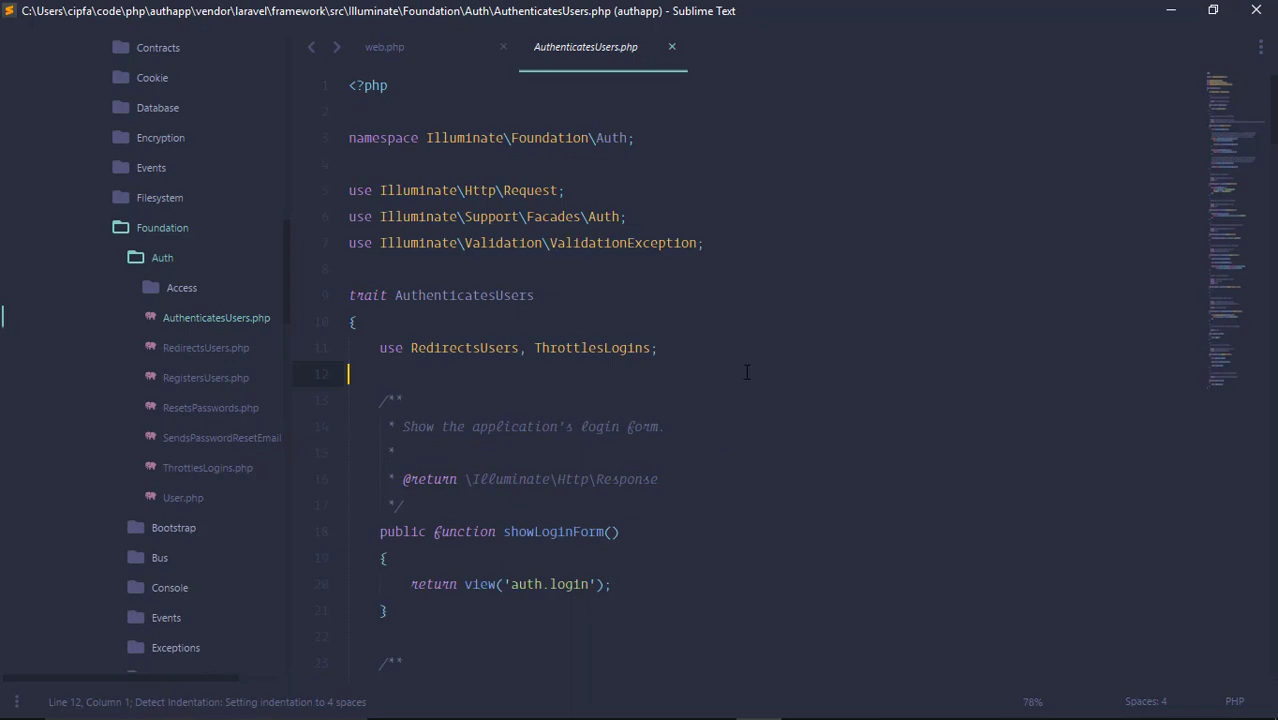 C:\Users\cipfa\code\php\authapp\vendor\laravel\framework\src\Illuminate\Foundation\Auth\AuthenticatesUsers.php (authapp) - Sublime Text
Contracts
Cookie
Database
Encryption
Events
Filesystem
Foundation
Auth
Access
AuthenticatesUsers.php
RedirectsUsers.php
RegistersUsers.php
ResetsPasswords.php
SendsPasswordResetEmail
ThrottlesLogins.php
User.php
Bootstrap
Bus
Console
Events
Exceptions
web.php
AuthenticatesUsers.php
1 <?php
2
3 namespace Illuminate\Foundation\Auth;
4
5 use Illuminate\Http\Request;
6 use Illuminate\Support\Facades\Auth;
7 use Illuminate\Validation\ValidationException;
8
9 trait AuthenticatesUsers
10 {
11 use RedirectsUsers, ThrottlesLogins;
12
13 /**
14 * Show the application's login form.
15 *
16 * @return \Illuminate\Http\Response
17 */
18 public function showLoginForm()
19 {
20 return view('auth.login');
21 }
22
23 /**
Line 12, Column 1; Detect Indentation: Setting indentation to 4 spaces
78%
Spaces: 4
PHP